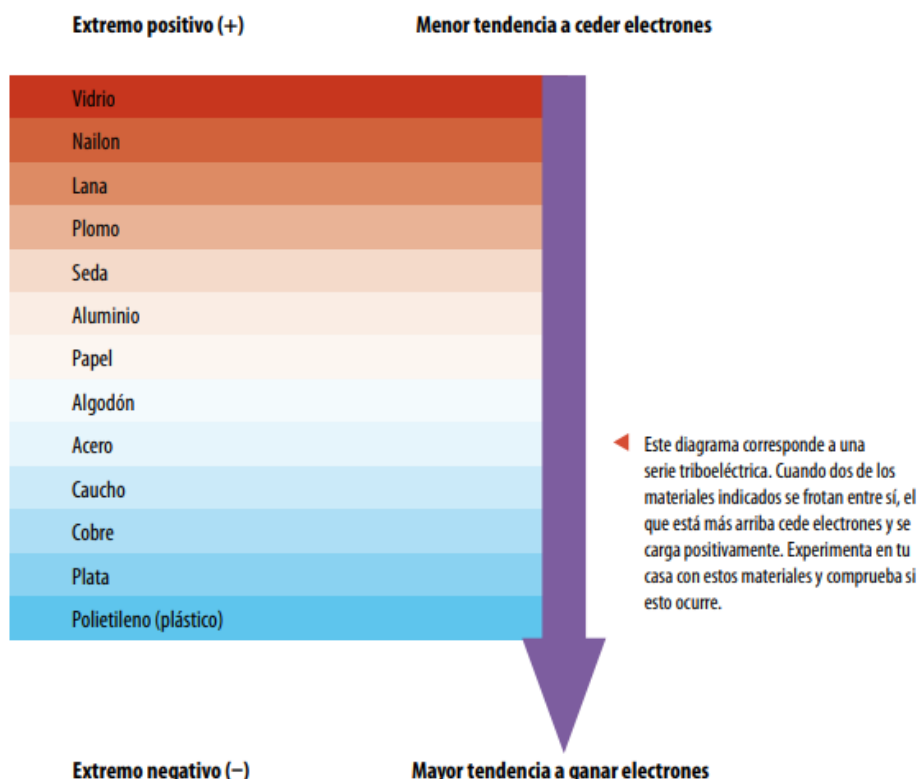 Extremo positivo (+)
Menor tendencia a ceder electrones
Vidrio
Nailon
Lana
Plomo
Seda
Aluminio
Papel
Algodón
Acero
Caucho
Cobre
Plata
Polietileno (plástico)
Este diagrama corresponde a una
serie triboeléctrica. Cuando dos de los
materiales indicados se frotan entre sí, el
que está más arriba cede electrones y se
carga positivamente. Experimenta en tu
casa con estos materiales y comprueba si
esto ocurre.
Extremo negativo (−)
Mayor tendencia a ganar electrones